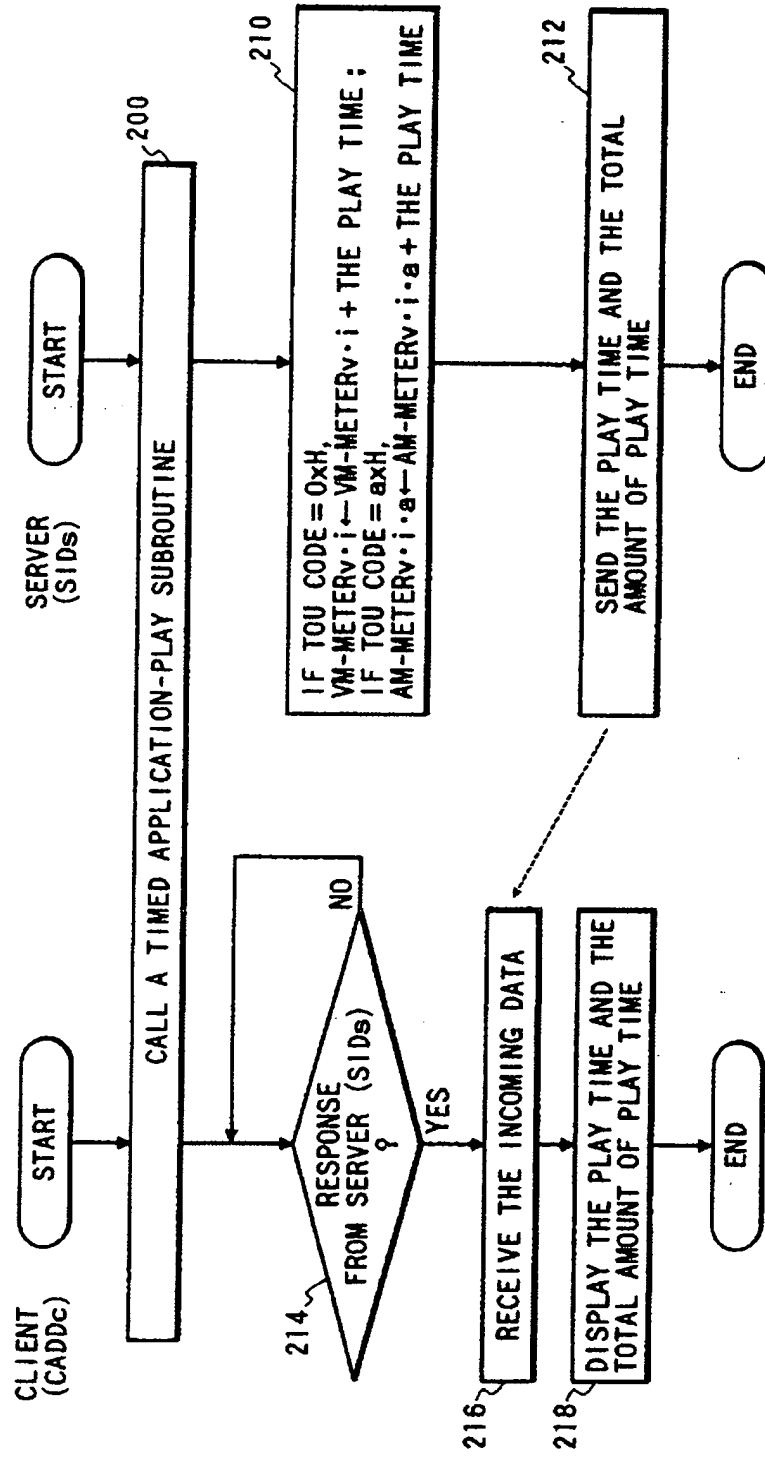 CLIENT
(CADDc)
START
SERVER
(SIDs)
START
200
CALL A TIMED APPLICATION-PLAY SUBROUTINE
210
IF TOU CODE=0xH,
VM-METERv·i←VM-METERv·i+THE PLAY TIME;
IF TOU CODE=axH,
AM-METERv·i·a←AM-METERv·i·a+THE PLAY TIME
214
RESPONSE
FROM SERVER (SIDs)
?
NO
YES
212
SEND THE PLAY TIME AND THE TOTAL
AMOUNT OF PLAY TIME
216
RECEIVE THE INCOMING DATA
218
DISPLAY THE PLAY TIME AND THE
TOTAL AMOUNT OF PLAY TIME
END
END